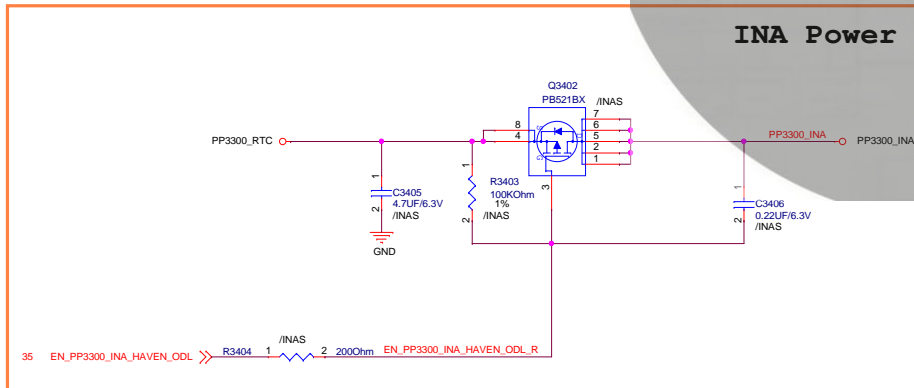 INA Power
Q3402
PB521BX
/INAS
7
8
6
4
5
2
1
3
PP3300_RTC
PP3300_INA
PP3300_INA
1
C3405
4.7UF/6.3V
2
/INAS
GND
1
R3403
100KOhm
1%
/INAS
2
1
C3406
0.22UF/6.3V
2
/INAS
/INAS
35 EN_PP3300_INA_HAVEN_ODL R3404 1 2 200Ohm EN_PP3300_INA_HAVEN_ODL_R